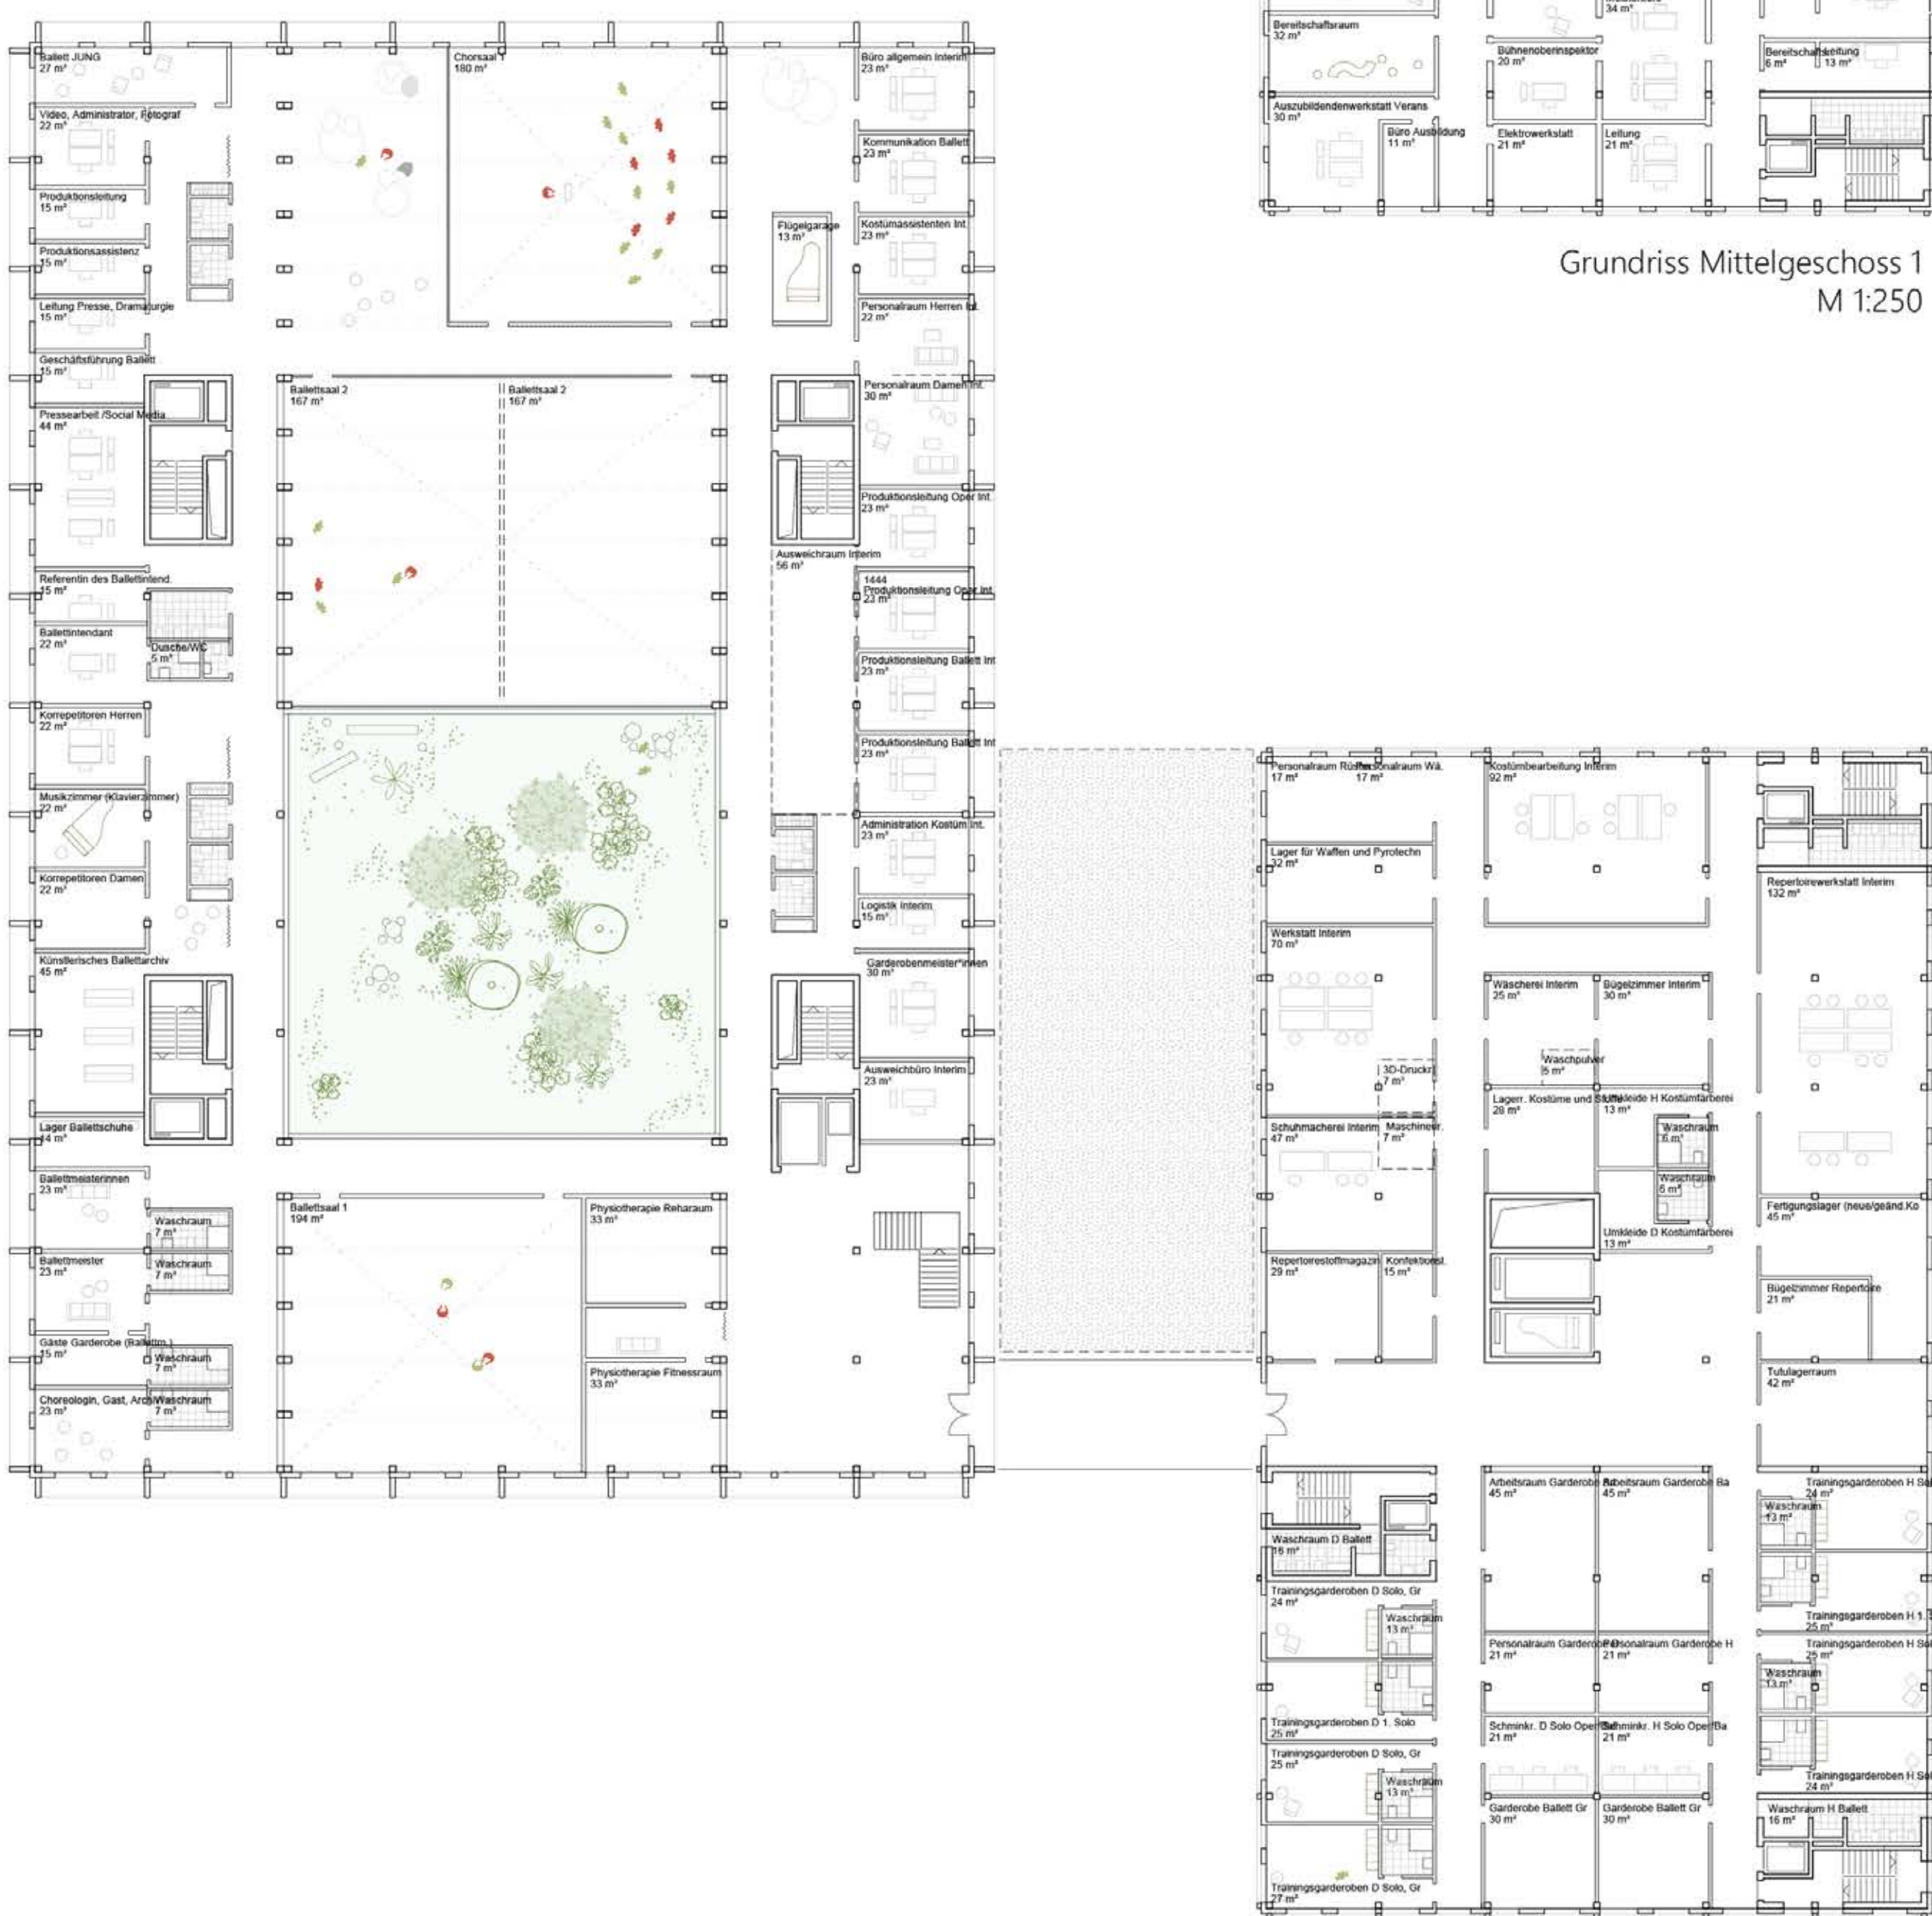 Ballett JUNG
27 m²
Video, Administrator, Fotograf
22 m²
Produktionsleitung
15 m²
Produktionsassistenz
15 m²
Leitung Presse, Dramaturgie
15 m²
Geschäftsführung Ballett
15 m²
Pressearbeit /Social Media
44 m²
Referentin des Ballettintend.
15 m²
Ballettintendant
22 m²
Dusche/WC
5 m²
Korrepetitoren Herren
22 m²
Musikzimmer (Klavierzimmer)
22 m²
Korrepetitoren Damen
22 m²
Künstlerisches Ballettarchiv
45 m²
Lager Ballettschuhe
14 m²
Ballettmeisterinnen
23 m²
Waschraum
7 m²
Ballettmeister
23 m²
Waschraum
7 m²
Gäste Garderobe (Ballettm.)
15 m²
Waschraum
7 m²
Choreologin, Gast, Archi
23 m²
Waschraum
7 m²
Chorsaal 1
180 m²
Ballettsaal 2
167 m²
Ballettsaal 2
167 m²
Ballettsaal 1
194 m²
Physiotherapie Reharaum
33 m²
Physiotherapie Fitnessraum
33 m²
Flügelgarage
13 m²
Ausweichraum Interim
56 m²
Büro allgemein Interim
23 m²
Kommunikation Ballett
23 m²
Kostümassistenten Int.
23 m²
Personalraum Herren Int.
22 m²
Personalraum Damen Int.
30 m²
Produktionsleitung Oper Int.
23 m²
1444
Produktionsleitung Oper Int.
23 m²
Produktionsleitung Ballett Int
23 m²
Produktionsleitung Ballett Int
23 m²
Administration Kostüm Int.
23 m²
Logistik Interim
15 m²
Garderobenmeister*innen
30 m²
Ausweichbüro Interim
23 m²
Bereitschaftsraum
32 m²
Auszubildendenwerkstatt Verans
30 m²
Büro Ausbildung
11 m²
Bühnenoberinspektor
20 m²
Elektrowerkstatt
21 m²
34 m²
Leitung
21 m²
6 m²
13 m²
Grundriss Mittelgeschoss 1
M 1:250
17 m²
Personalraum Wä.
17 m²
Lager für Waffen und Pyrotechn
32 m²
Werkstatt Interim
70 m²
3D-Druckr
7 m²
Schuhmacherei Interim
47 m²
Maschinenr.
7 m²
Repertoirestoffmagazin
29 m²
Konfektionsl.
15 m²
Kostümbearbeitung Interim
92 m²
Wäscherei Interim
25 m²
Bügelzimmer Interim
30 m²
Waschpulver
5 m²
Lagerr. Kostüme und Stoffe
28 m²
Umkleide H Kostümfärberei
13 m²
Waschraum
6 m²
Waschraum
6 m²
Umkleide D Kostümfärberei
13 m²
Repertoirewerkstatt Interim
132 m²
Fertigungslager (neue/geänd.Ko
45 m²
Bügelzimmer Repertoire
21 m²
Tutulagerraum
42 m²
Waschraum D Ballett
16 m²
Trainingsgarderoben D Solo, Gr
24 m²
Waschraum
13 m²
Trainingsgarderoben D 1. Solo
25 m²
Trainingsgarderoben D Solo, Gr
25 m²
Waschraum
13 m²
Trainingsgarderoben D Solo, Gr
27 m²
Arbeitsraum Garderobe Ba
45 m²
Arbeitsraum Garderobe Ba
45 m²
Personalraum Garderobe D
21 m²
Personalraum Garderobe H
21 m²
Schminkr. D Solo Oper/Ba
21 m²
Schminkr. H Solo Oper/Ba
21 m²
Garderobe Ballett Gr
30 m²
Garderobe Ballett Gr
30 m²
Trainingsgarderoben H
24 m²
Waschraum
13 m²
Trainingsgarderoben H 1.
25 m²
Trainingsgarderoben H
25 m²
Waschraum
13 m²
Trainingsgarderoben H
24 m²
Waschraum H Ballett
16 m²